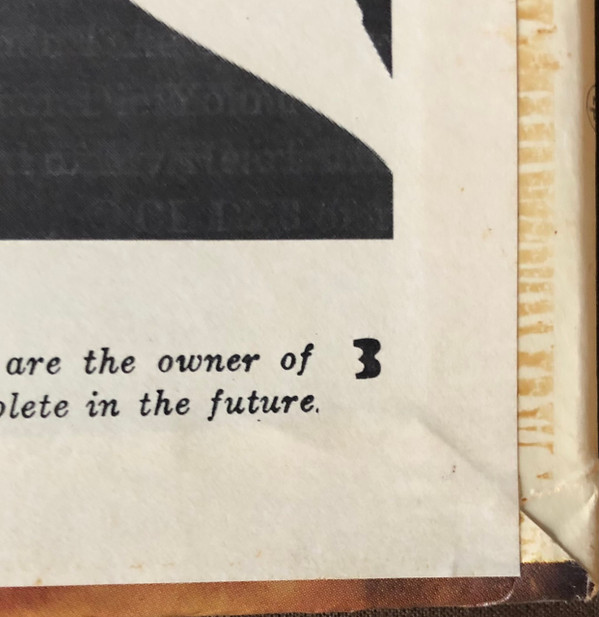 are the owner of 3
plete in the future.